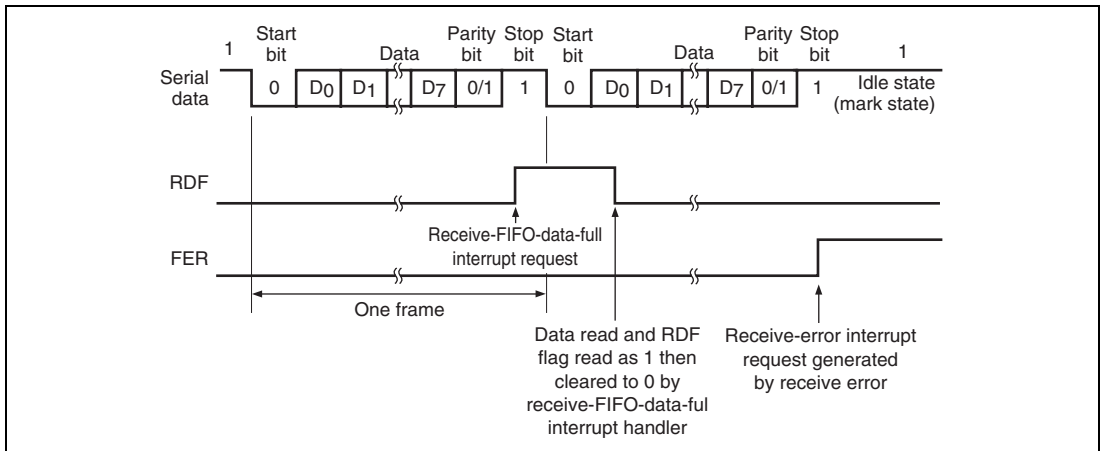 1 Start bit Data Parity bit Stop bit Start bit Data Parity bit Stop bit 1
Serial data 0 D0 D1 D7 0/1 1 0 D0 D1 D7 0/1 1 Idle state (mark state)
RDF
Receive-FIFO-data-full
interrupt request
FER
One frame
Data read and RDF
flag read as 1 then
cleared to 0 by
receive-FIFO-data-ful
interrupt handler
Receive-error interrupt
request generated
by receive error